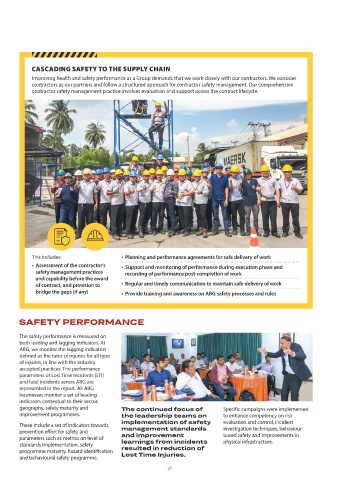 CASCADING SAFETY TO THE SUPPLY CHAIN
Improving health and safety performance as a Group demands that we work closely with our contractors. We consider
contractors as our partners and follow a structured approach for contractor safety management. Our comprehensive
contractor safety management practice involves evaluation and support across the contract lifecycle.
MAERSK
This includes:
• Assessment of the contractor's
safety management practices
and capability before the award
of contract, and provision to
bridge the gaps (if any)
• Planning and performance agreements for safe delivery of work
• Support and monitoring of performance during execution phase and
recording of performance post-completion of work
• Regular and timely communication to maintain safe delivery of work
• Provide training and awareness on ABG safety processes and rules
SAFETY PERFORMANCE
The safety performance is measured on
both leading and lagging indicators. At
ABG, we monitor the lagging indicators
defined as the rates of injuries for all type
of injuries, in line with the industry
accepted practices. The performance
parameters of Lost Time Incidents (LTI)
and fatal incidents across ABG are
represented in the report. All ABG
businesses monitor a set of leading
indicators contextual to their sector,
geography, safety maturity and
improvement programmes.
These include a set of indicators towards
prevention effort for safety and
parameters such as metrics on level of
standards implementation, safety
programme maturity, hazard identification
and behavioural safety programme.
The continued focus of
the leadership teams on
implementation of safety
management standards
and improvement
learnings from incidents
resulted in reduction of
Lost Time Injuries.
Specific campaigns were implemented
to enhance competency on risk
evaluation and control, incident
investigation techniques, behaviour-
based safety and improvements in
physical infrastructure.